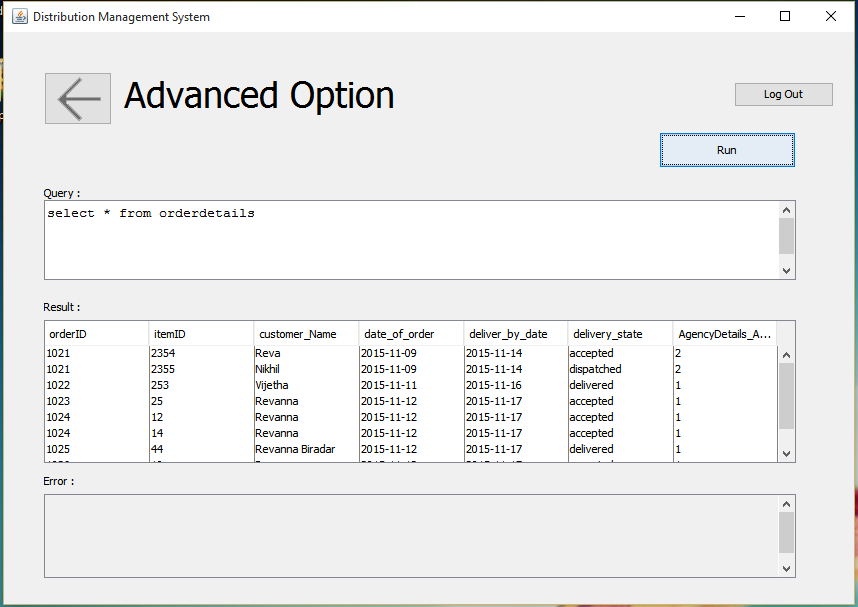 Distribution Management System
Advanced Option
Log Out
Run
Query :
select * from orderdetails
Result :
orderID itemID customer_Name date_of_order deliver_by_date delivery_state AgencyDetails_A...
1021 2354 Reva 2015-11-09 2015-11-14 accepted 2
1021 2355 Nikhil 2015-11-09 2015-11-14 dispatched 2
1022 253 Vijetha 2015-11-11 2015-11-16 delivered 1
1023 25 Revanna 2015-11-12 2015-11-17 accepted 1
1024 12 Revanna 2015-11-12 2015-11-17 accepted 1
1024 14 Revanna 2015-11-12 2015-11-17 accepted 1
1025 44 Revanna Biradar 2015-11-12 2015-11-17 delivered 1
Error :